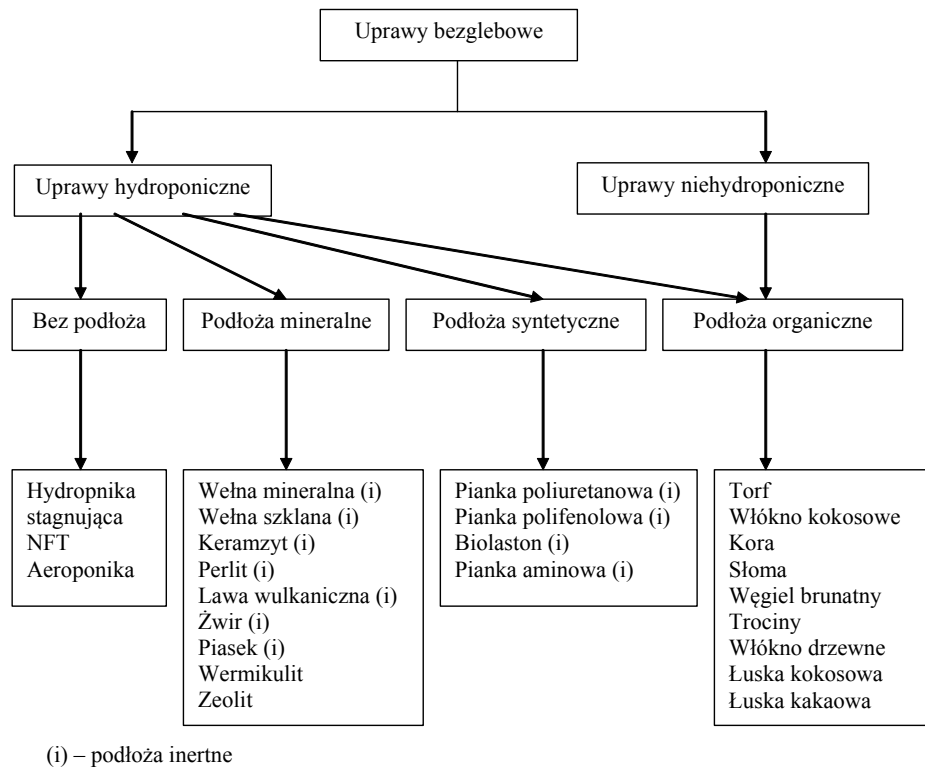 Uprawy bezglebowe
Uprawy hydroponiczne
Uprawy niehydroponiczne
Bez podłoża
Podłoża mineralne
Podłoża syntetyczne
Podłoża organiczne
Hydropnika
stagnująca
NFT
Aeroponika
Wełna mineralna (i)
Wełna szklana (i)
Keramzyt (i)
Perlit (i)
Lawa wulkaniczna (i)
Żwir (i)
Piasek (i)
Wermikulit
Zeolit
Pianka poliuretanowa (i)
Pianka polifenolowa (i)
Biolaston (i)
Pianka aminowa (i)
Torf
Włókno kokosowe
Kora
Słoma
Węgiel brunatny
Trociny
Włókno drzewne
Łuska kokosowa
Łuska kakaowa
(i) – podłoża inertne